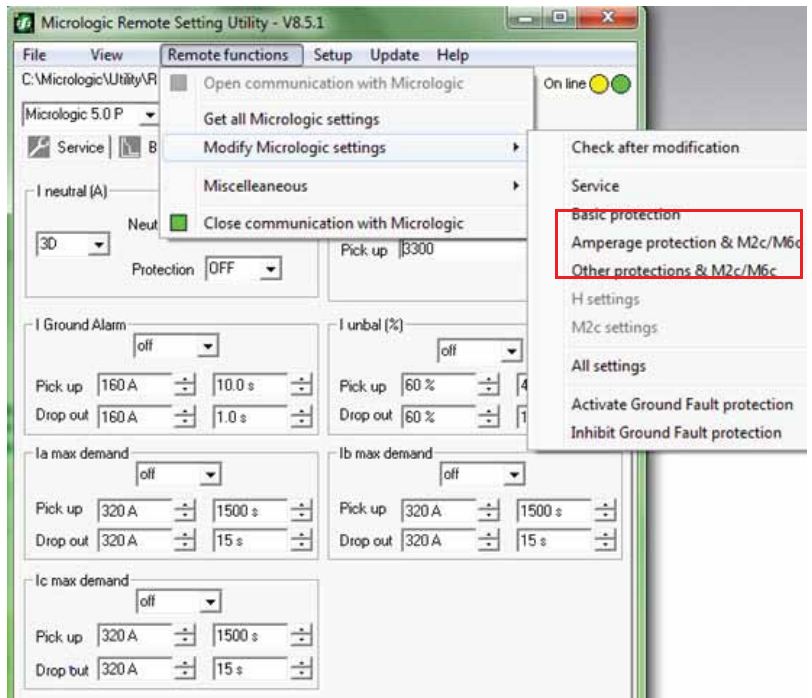 Micrologic Remote Setting Utility - V8.5.1
File View Remote functions Setup Update Help
C:\Micrologic\Utility\R
On line
Micrologic 5.0 P
Service B
Open communication with Micrologic
Get all Micrologic settings
Modify Micrologic settings
Miscelleaneous
Close communication with Micrologic
Check after modification
Service
Basic protection
Amperage protection & M2c/M6c
Other protections & M2c/M6c
H settings
M2c settings
All settings
Activate Ground Fault protection
Inhibit Ground Fault protection
I neutral (A)
Neut
3D
Protection OFF
Pick up 3300
I Ground Alarm
off
Pick up 160 A 10.0 s
Drop out 160 A 1.0 s
I unbal (%)
off
Pick up 60 % 4
Drop out 60 % 1
Ia max demand
off
Pick up 320 A 1500 s
Drop out 320 A 15 s
Ib max demand
off
Pick up 320 A 1500 s
Drop out 320 A 15 s
Ic max demand
off
Pick up 320 A 1500 s
Drop out 320 A 15 s